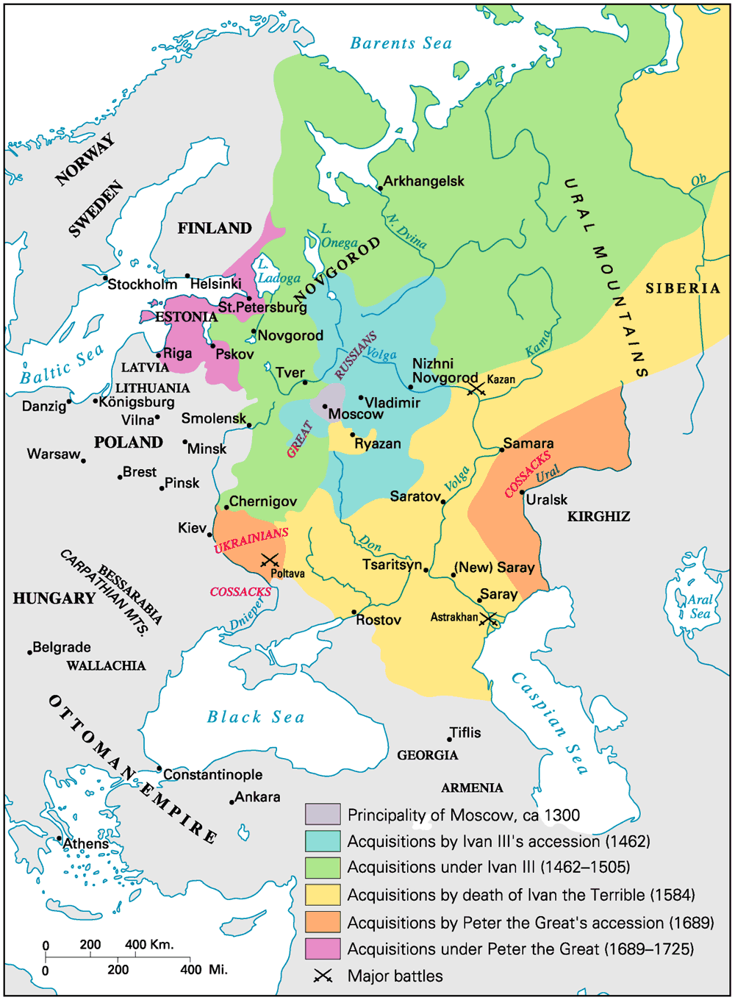 Barents Sea
NORWAY
SWEDEN
FINLAND
Arkhangelsk
Ob
URAL MOUNTAINS
N. Dvina
L.
Onega
NOVGOROD
L.
Ladoga
SIBERIA
Stockholm
Helsinki
St.Petersburg
ESTONIA
Novgorod
Baltic Sea
Riga
Pskov
RUSSIANS
Volga
Kama
LATVIA
Tver
Nizhni
Novgorod
Kazan
LITHUANIA
Danzig
Königsburg
Vladimir
Moscow
Vilna
Smolensk
GREAT
POLAND
Minsk
Ryazan
Samara
Warsaw
COSSACKS
Brest
Pinsk
Volga
Ural
Saratov
Uralsk
Chernigov
KIRGHIZ
Kiev
UKRAINIANS
Don
Tsaritsyn
(New) Saray
Poltava
BESSARABIA
CARPATHIAN MTS.
HUNGARY
COSSACKS
Saray
Aral
Sea
Dnieper
Rostov
Astrakhan
Belgrade
WALLACHIA
Caspian Sea
OTTOMAN EMPIRE
Black Sea
Tiflis
GEORGIA
Constantinople
ARMENIA
Ankara
Athens
Principality of Moscow, ca 1300
Acquisitions by Ivan III's accession (1462)
Acquisitions under Ivan III (1462–1505)
Acquisitions by death of Ivan the Terrible (1584)
Acquisitions by Peter the Great's accession (1689)
Acquisitions under Peter the Great (1689–1725)
Major battles
0 200 400 Km.
0 200 400 Mi.